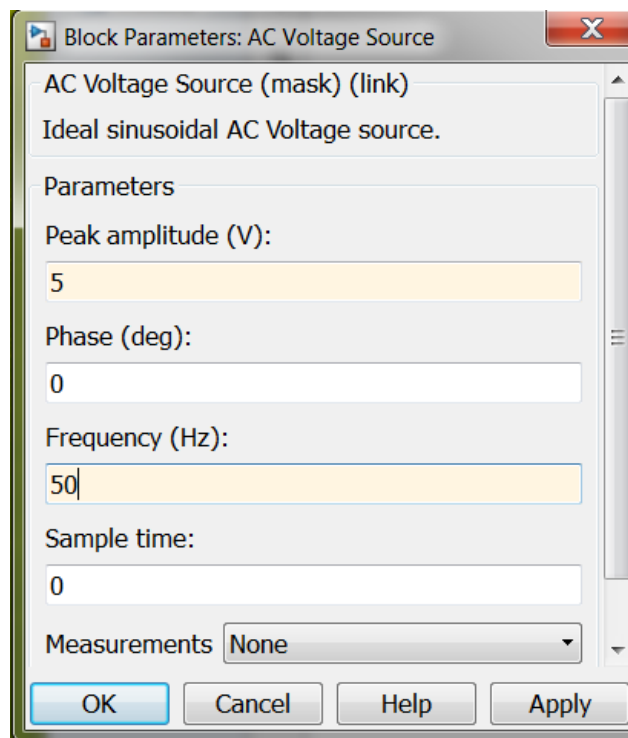 Block Parameters: AC Voltage Source
AC Voltage Source (mask) (link)
Ideal sinusoidal AC Voltage source.
Parameters
Peak amplitude (V):
5
Phase (deg):
0
Frequency (Hz):
50
Sample time:
0
Measurements None
OK Cancel Help Apply